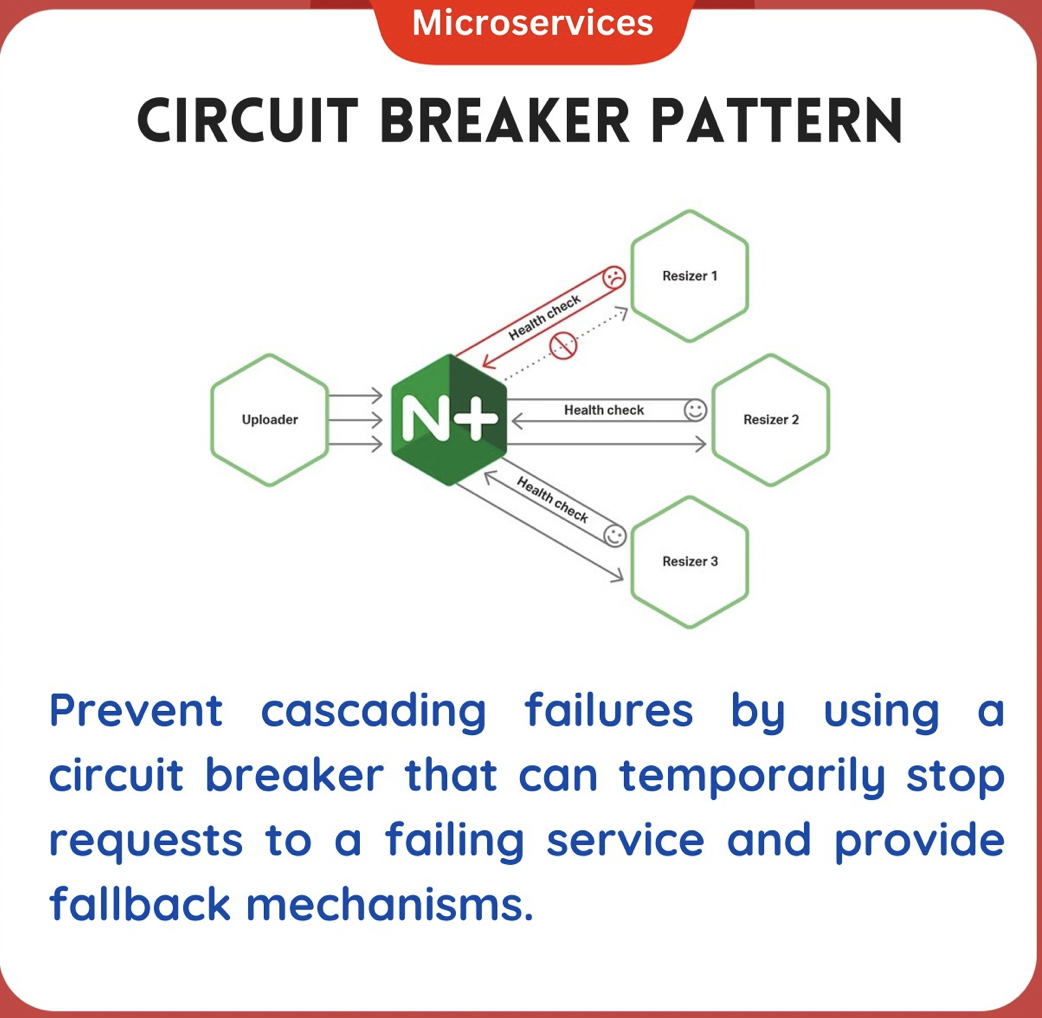 Microservices
CIRCUIT BREAKER PATTERN
Resizer 1
Health check
Uploader
N+
Health check
Resizer 2
Health check
Resizer 3
Prevent cascading failures by using a
circuit breaker that can temporarily stop
requests to a failing service and provide
fallback mechanisms.